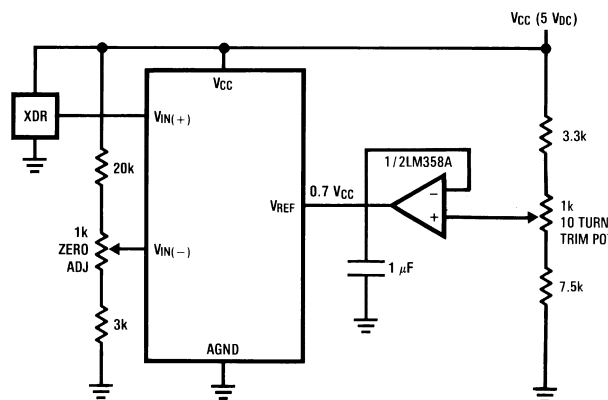 VCC (5 VDC)
VCC
XDR
VIN(+)
3.3k
1/2LM358A
20k
0.7 VCC
VREF
−
+
1k
10 TURN
TRIM POT
1k
ZERO
ADJ
VIN(−)
1 μF
7.5k
3k
AGND